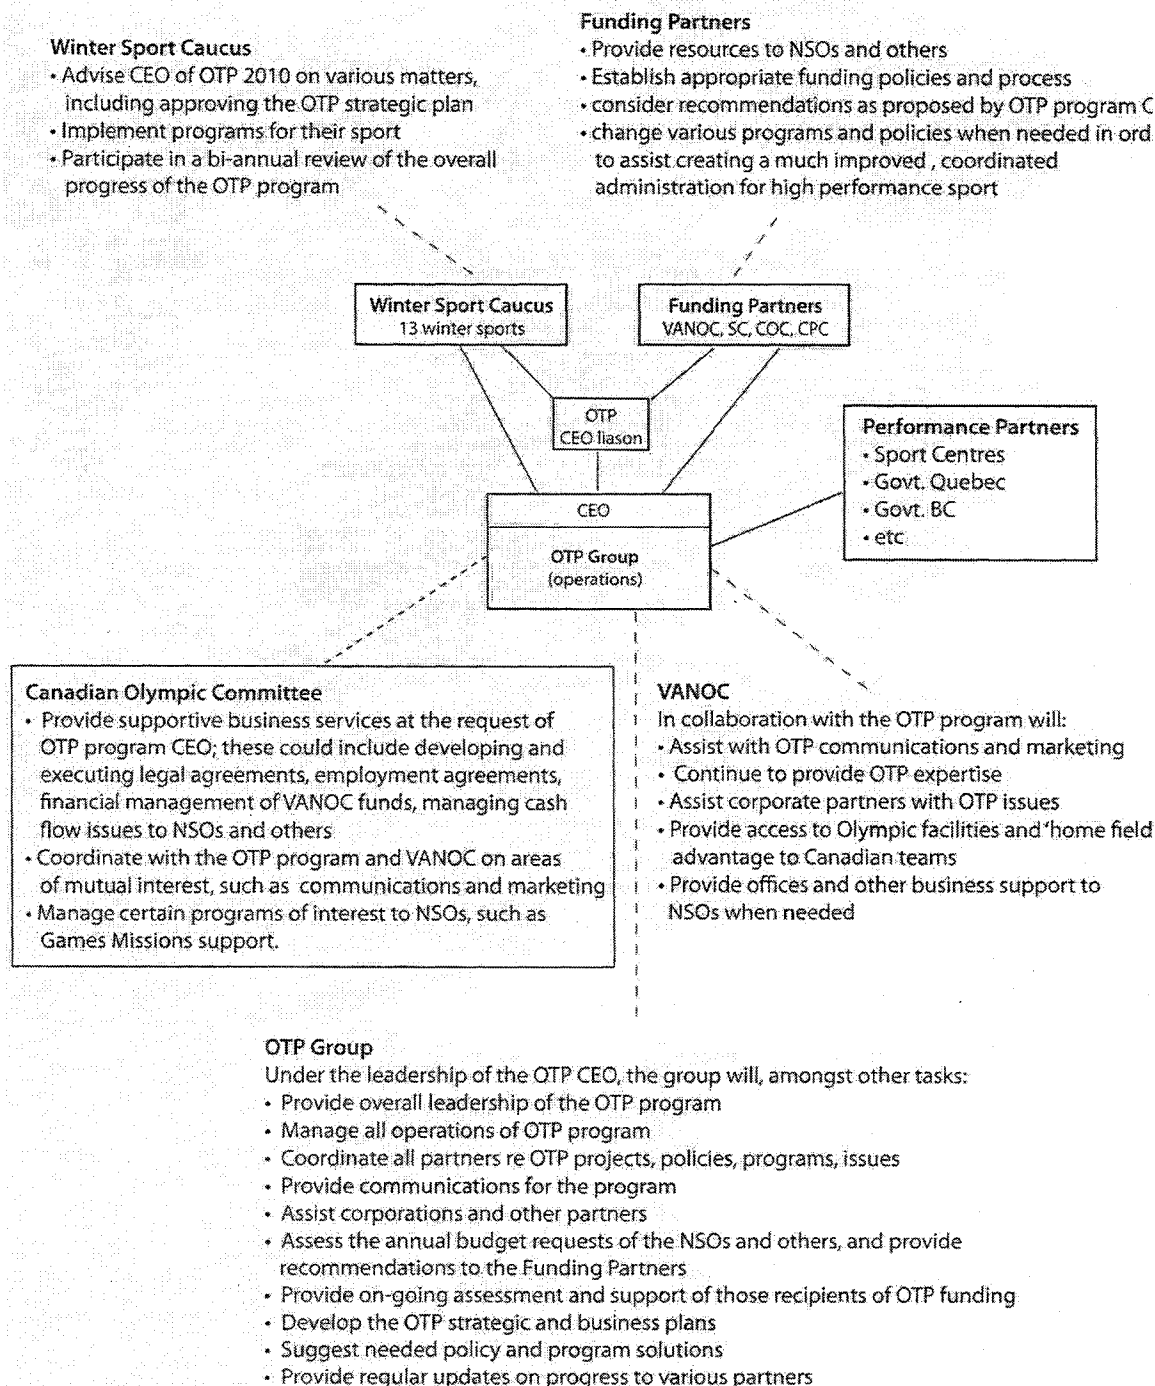 Winter Sport Caucus
• Advise CEO of OTP 2010 on various matters,
including approving the OTP strategic plan
• Implement programs for their sport
• Participate in a bi-annual review of the overall
progress of the OTP program
Funding Partners
• Provide resources to NSOs and others
• Establish appropriate funding policies and process
• consider recommendations as proposed by OTP program C
• change various programs and policies when needed in ord
to assist creating a much improved , coordinated
administration for high performance sport
Winter Sport Caucus
13 winter sports
Funding Partners
VANOC, SC, COC, CPC
OTP
CEO liason
CEO
OTP Group
(operations)
Performance Partners
• Sport Centres
• Govt. Quebec
• Govt. BC
• etc
Canadian Olympic Committee
• Provide supportive business services at the request of
OTP program CEO; these could include developing and
executing legal agreements, employment agreements,
financial management of VANOC funds, managing cash
flow issues to NSOs and others
• Coordinate with the OTP program and VANOC on areas
of mutual interest, such as communications and marketing
• Manage certain programs of interest to NSOs, such as
Games Missions support.
VANOC
In collaboration with the OTP program will:
• Assist with OTP communications and marketing
• Continue to provide OTP expertise
• Assist corporate partners with OTP issues
• Provide access to Olympic facilities and 'home field
advantage to Canadian teams
• Provide offices and other business support to
NSOs when needed
OTP Group
Under the leadership of the OTP CEO, the group will, amongst other tasks:
• Provide overall leadership of the OTP program
• Manage all operations of OTP program
• Coordinate all partners re OTP projects, policies, programs, issues
• Provide communications for the program
• Assist corporations and other partners
• Assess the annual budget requests of the NSOs and others, and provide
recommendations to the Funding Partners
• Provide on-going assessment and support of those recipients of OTP funding
• Develop the OTP strategic and business plans
• Suggest needed policy and program solutions
• Provide regular updates on progress to various partners